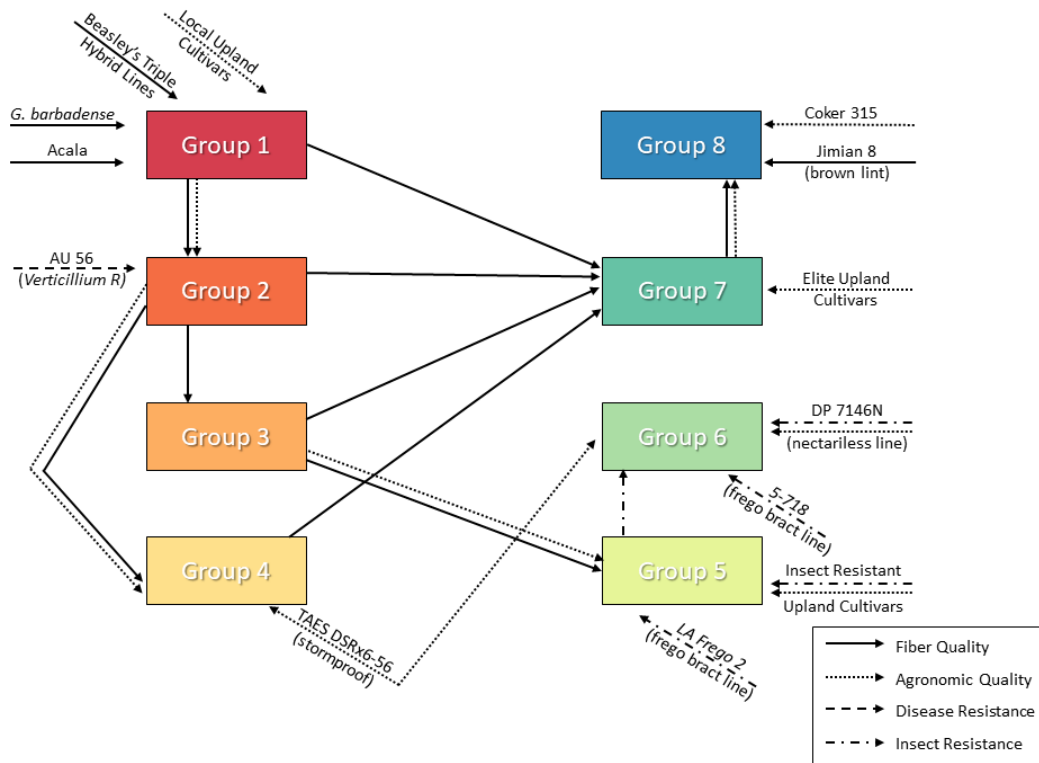 Beasley's Triple
Hybrid Lines
Local Upland
Cultivars
G. barbadense
Acala
Group 1
Group 8
Coker 315
Jimian 8
(brown lint)
AU 56
(Verticillium R)
Group 2
Group 7
Elite Upland
Cultivars
Group 3
Group 6
DP 7146N
(nectariless line)
5-718
(frego bract line)
Group 4
Group 5
Insect Resistant
Upland Cultivars
TAES DSRx6-56
(stormproof)
LA Frego 2
(frego bract line)
Fiber Quality
Agronomic Quality
Disease Resistance
Insect Resistance